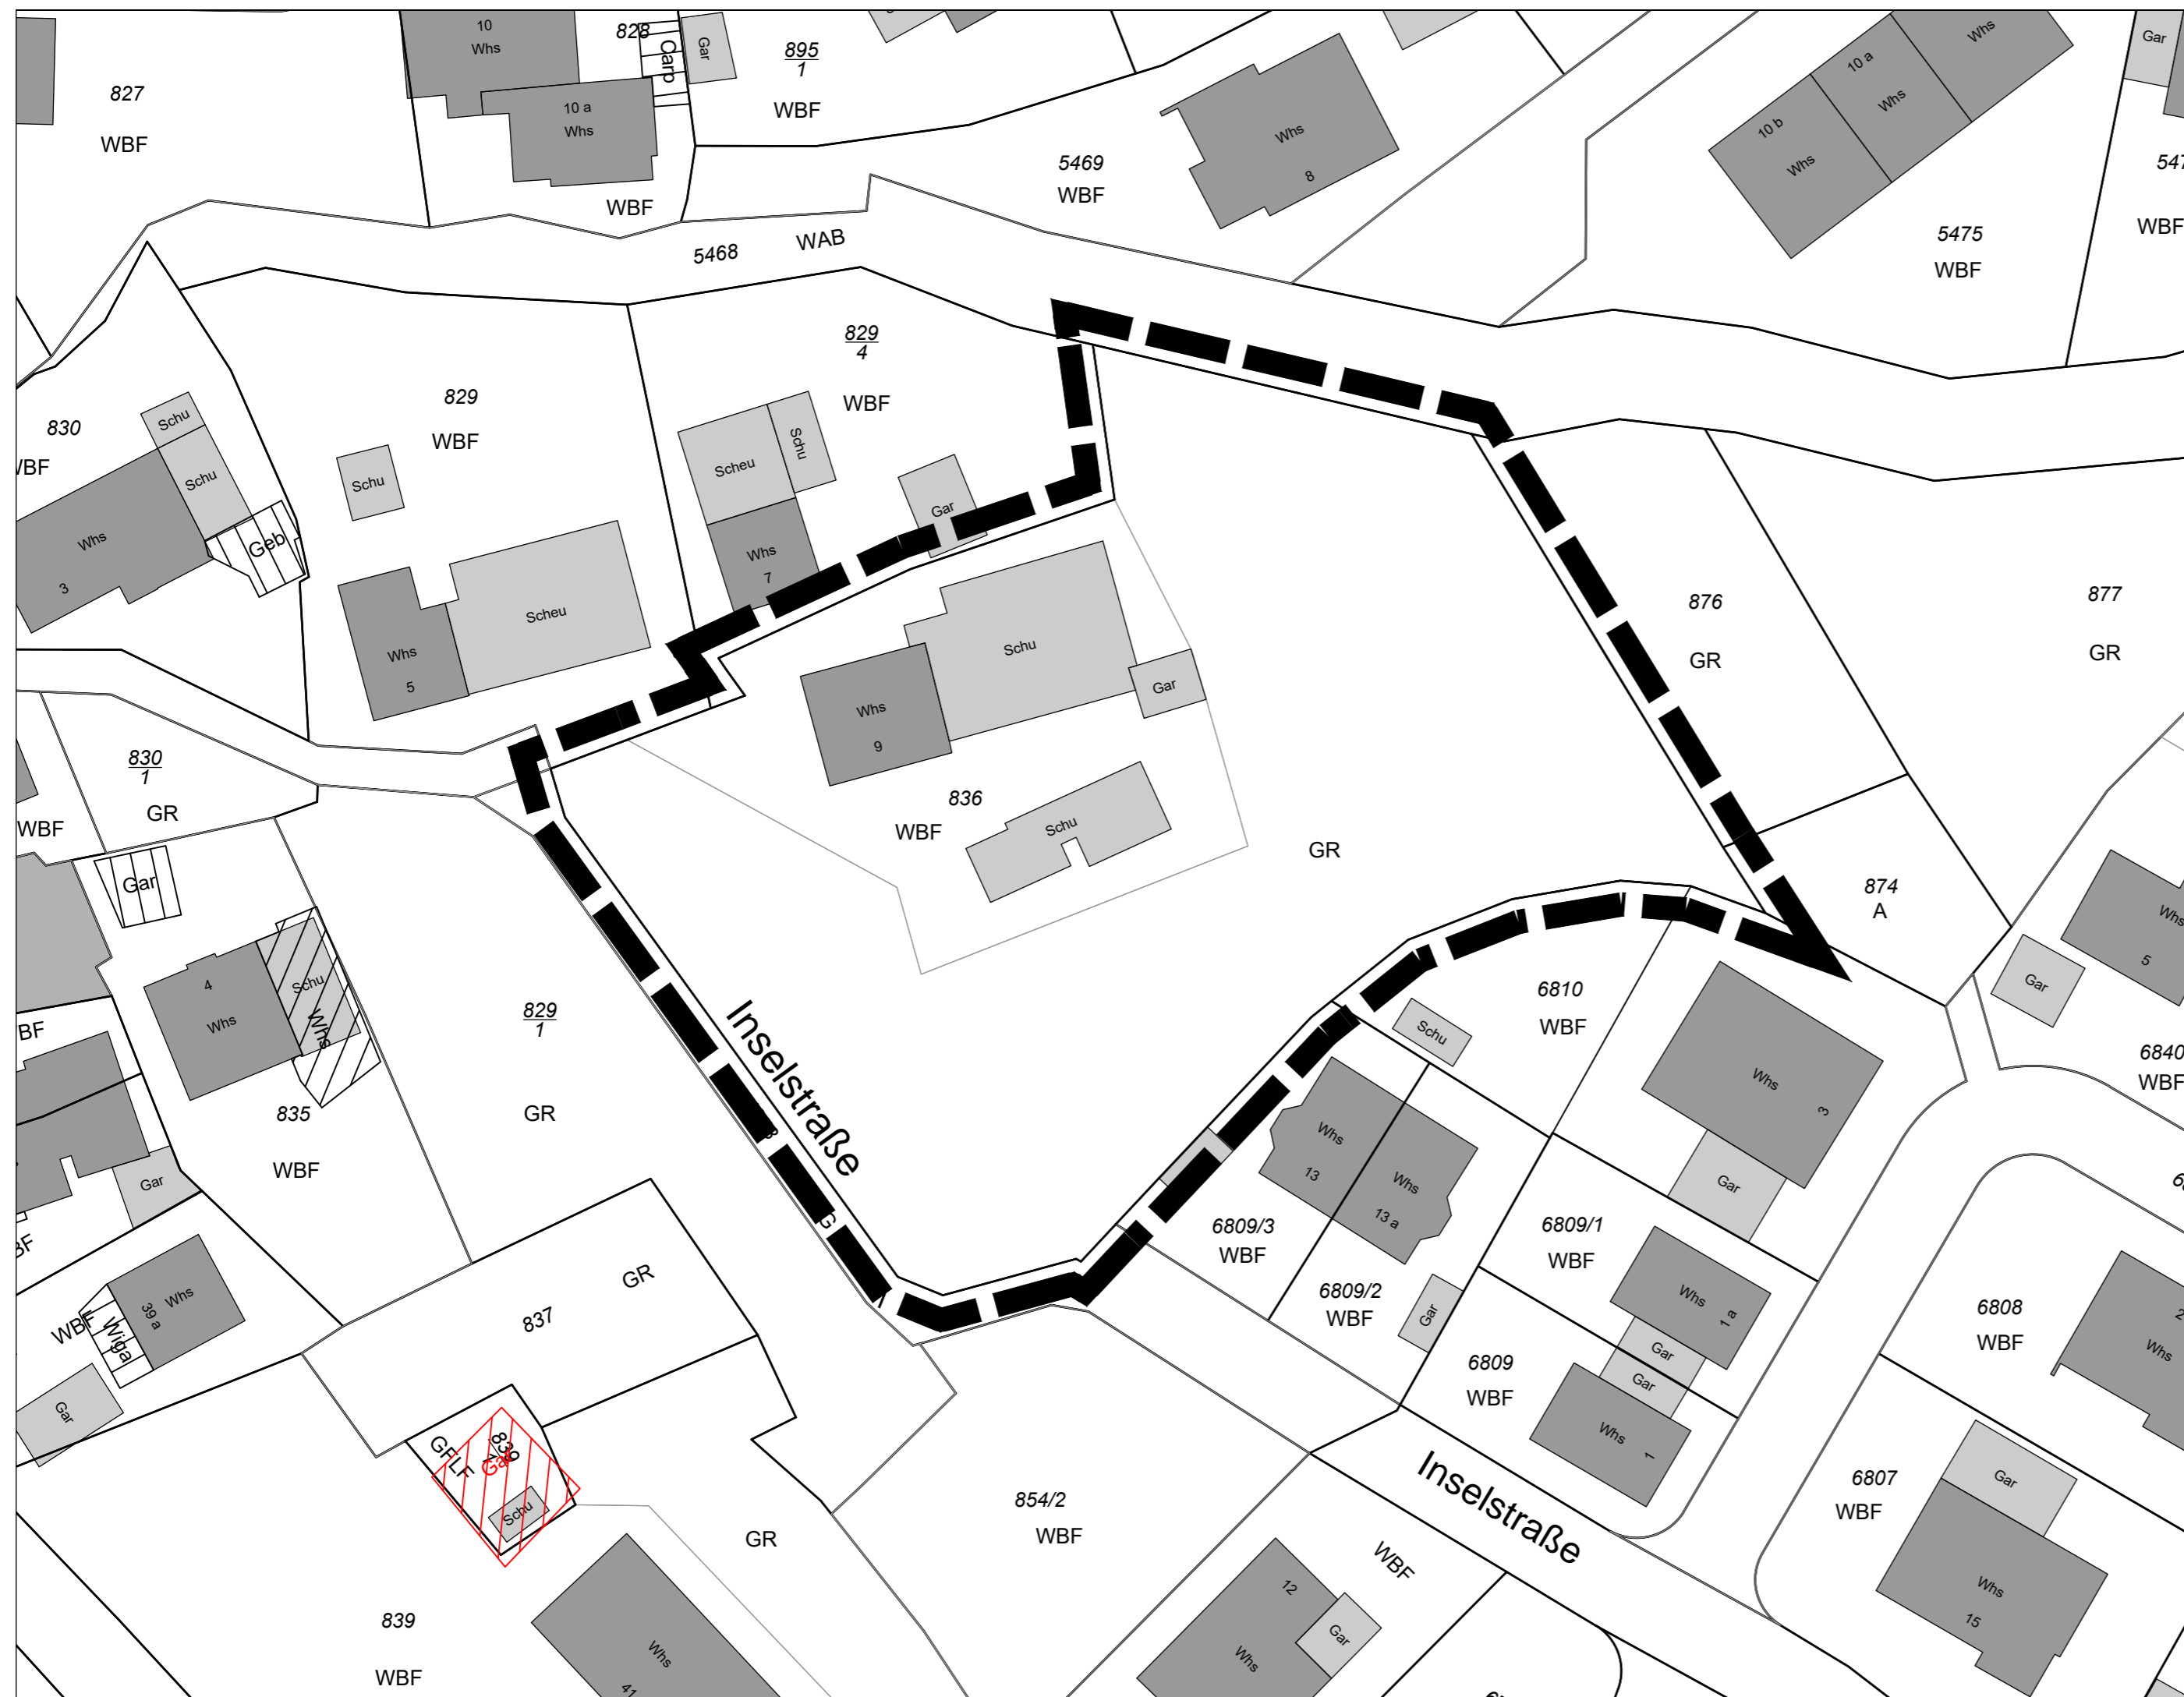 10
Whs
828
Carp
Gar
895
1
WBF
827
WBF
10 a
Whs
WBF
5469
WBF
Whs
8
10 b
Whs
10 a
Whs
Whs
Gar
WBF
5475
WBF
5468
WAB
829
4
WBF
829
WBF
830
Schu
Schu
Whs
3
Geb
Schu
Scheu
Schu
Whs
7
Gar
Scheu
Whs
5
876
GR
877
GR
Schu
Whs
9
Gar
836
WBF
Schu
GR
830
1
GR
WBF
Gar
4
Whs
Schu
Whs
829
1
GR
835
WBF
Gar
Inselstraße
874
A
6810
WBF
Schu
Whs
3
Gar
Whs
5
Gar
6840
WBF
Whs
13
Whs
13 a
6809/3
WBF
6809/2
WBF
Gar
6809/1
WBF
Whs
1 a
Gar
Gar
6809
WBF
Whs
1
6808
WBF
Whs
WBF
Wiga
39 a
Whs
Gar
GR
837
GFLF
839
Gar
Schu
GR
854/2
WBF
Inselstraße
6807
WBF
Gar
Whs
15
839
WBF
Whs
41
12
Whs
Gar
WBF